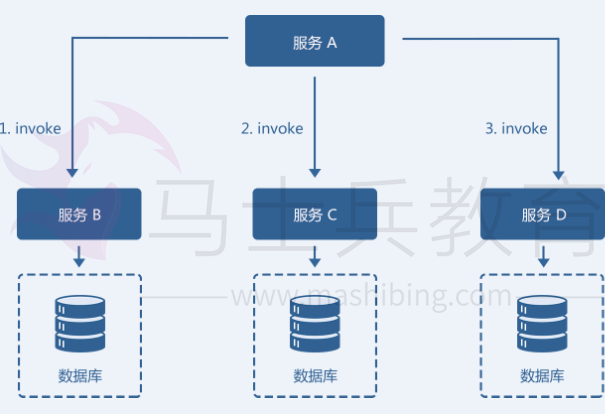 服务 A
1. invoke
2. invoke
3. invoke
服务 B
服务 C
服务 D
马士兵教育
www.mashibing.com
数据库
数据库
数据库